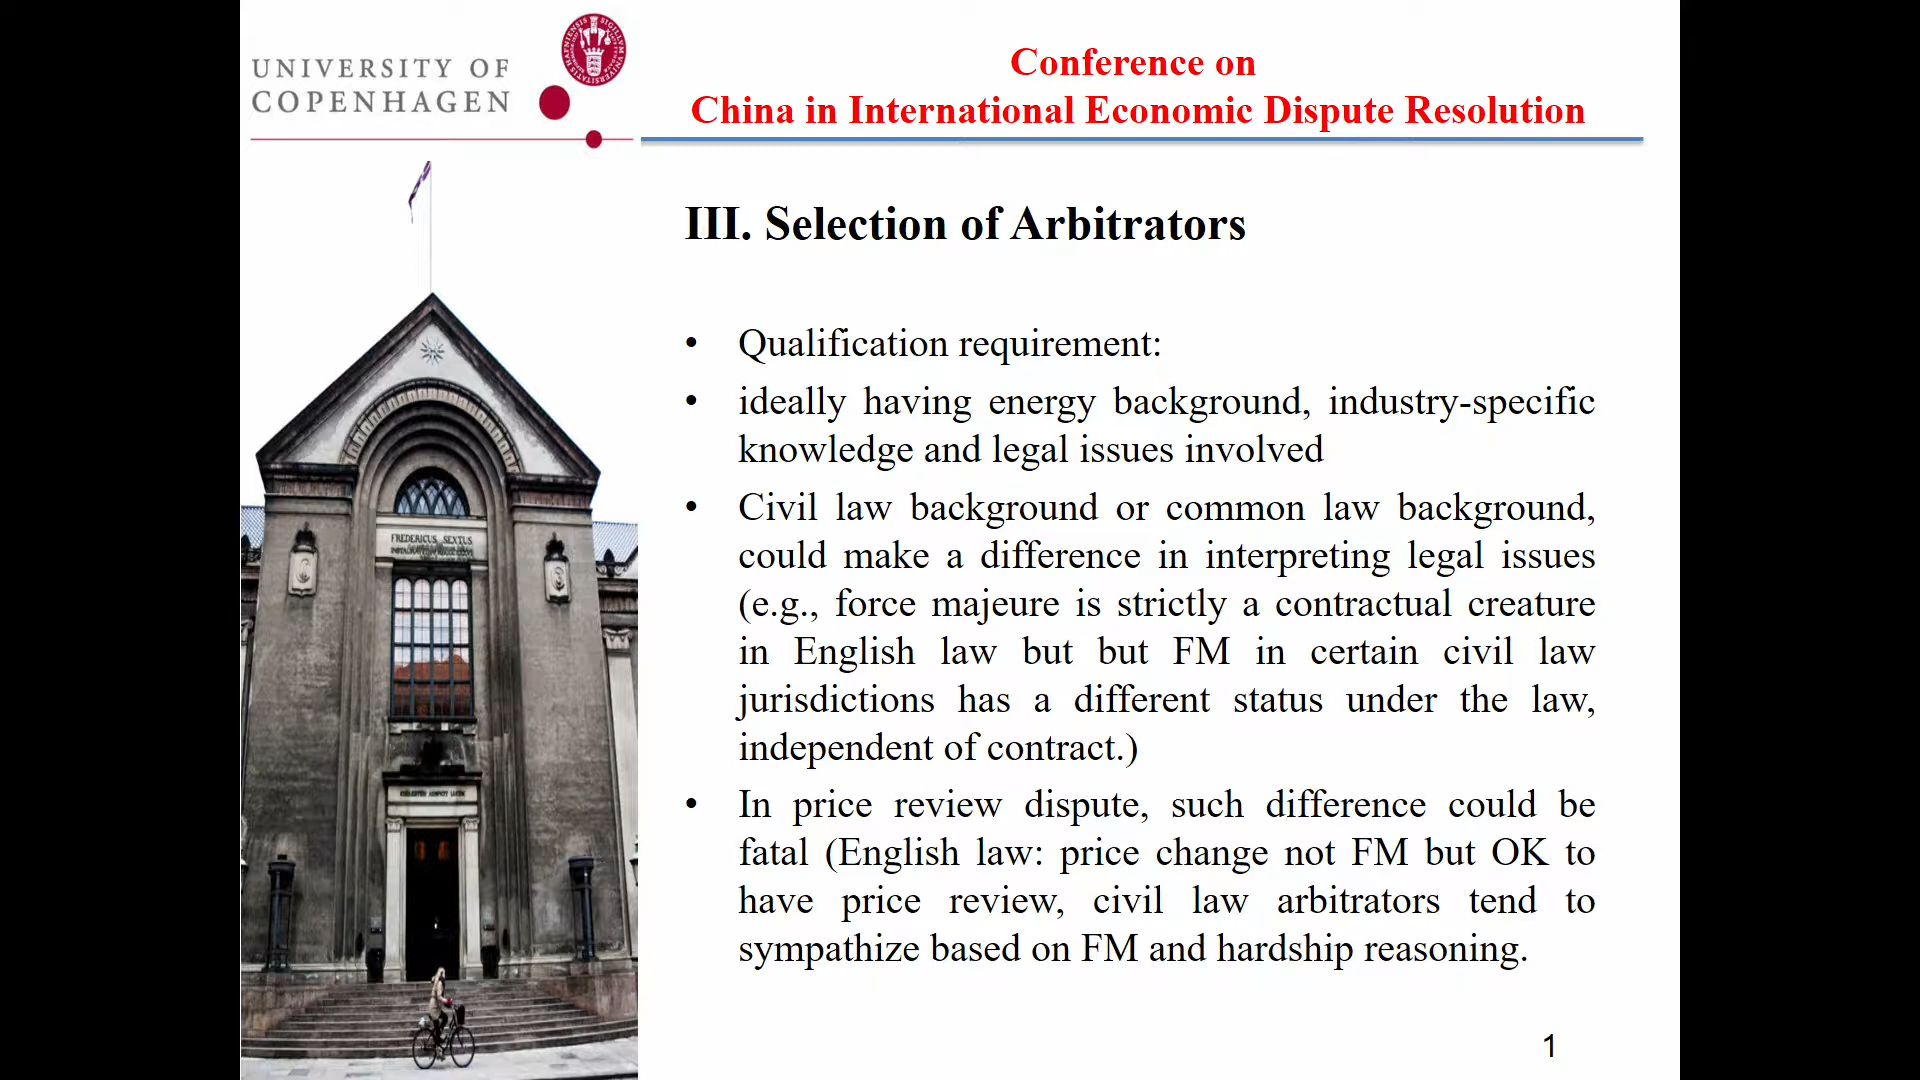 UNIVERSITY OF
COPENHAGEN
Conference on
China in International Economic Dispute Resolution
III. Selection of Arbitrators
• Qualification requirement:
• ideally having energy background, industry-specific
knowledge and legal issues involved
• Civil law background or common law background,
could make a difference in interpreting legal issues
(e.g., force majeure is strictly a contractual creature
in English law but but FM in certain civil law
jurisdictions has a different status under the law,
independent of contract.)
• In price review dispute, such difference could be
fatal (English law: price change not FM but OK to
have price review, civil law arbitrators tend to
sympathize based on FM and hardship reasoning.
FREDERICUS SEXTUS
1